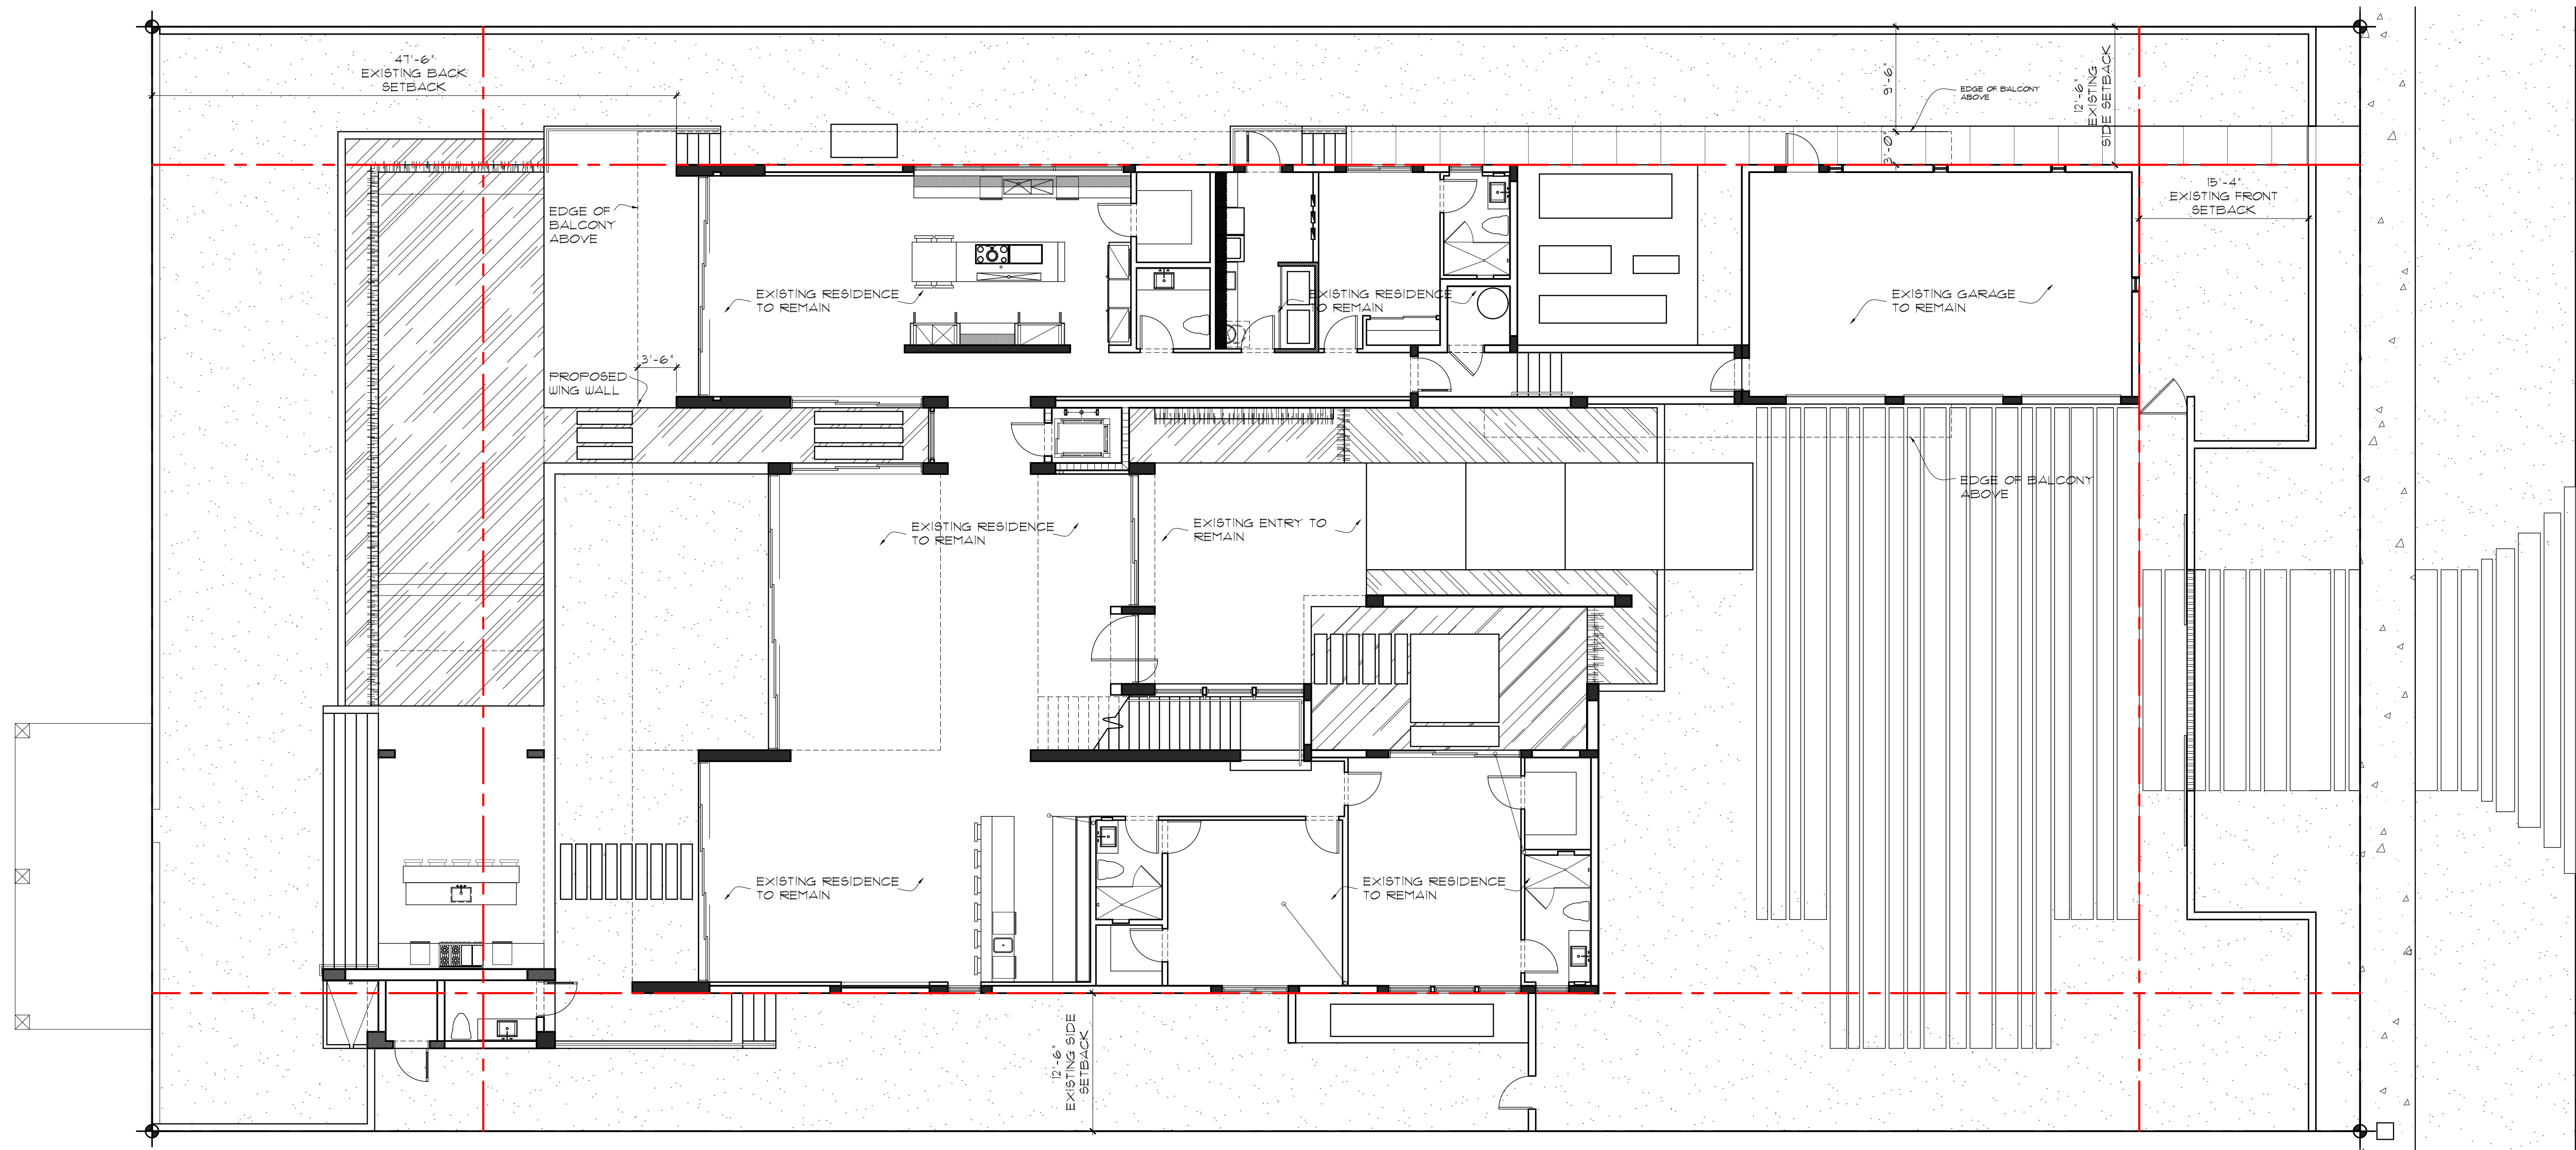 47'-6"
EXISTING BACK
SETBACK
9'-6"
12'-6"
EXISTING
SIDE SETBACK
EDGE OF BALCONY
ABOVE
3'-0"
15'-4"
EXISTING FRONT
SETBACK
EDGE OF
BALCONY
ABOVE
EXISTING RESIDENCE
TO REMAIN
EXISTING RESIDENCE
TO REMAIN
EXISTING GARAGE
TO REMAIN
3'-6"
PROPOSED
WING WALL
EDGE OF BALCONY
ABOVE
EXISTING RESIDENCE
TO REMAIN
EXISTING ENTRY TO
REMAIN
EXISTING RESIDENCE
TO REMAIN
EXISTING RESIDENCE
TO REMAIN
12'-6"
EXISTING SIDE
SETBACK